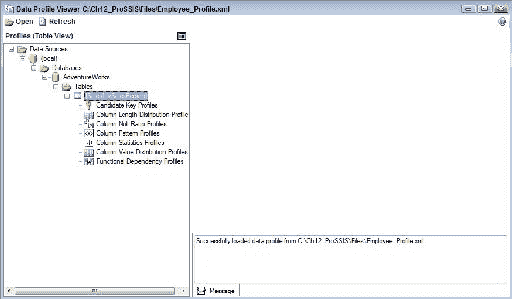 Data Profile Viewer C:\Ch12_ProSSIS\files\Employee_Profile.xml
Open Refresh
Profiles (Table View)
Data Sources
(local)
Databases
AdventureWorks
Tables
Candidate Key Profiles
Column Length Distribution Profile
Column Null Ratio Profiles
Column Pattern Profiles
Column Statistics Profiles
Column Value Distribution Profiles
Functional Dependency Profiles
Successfully loaded data profile from C:\Ch12_ProSSIS\Files\Employee_Profile.xml
Message